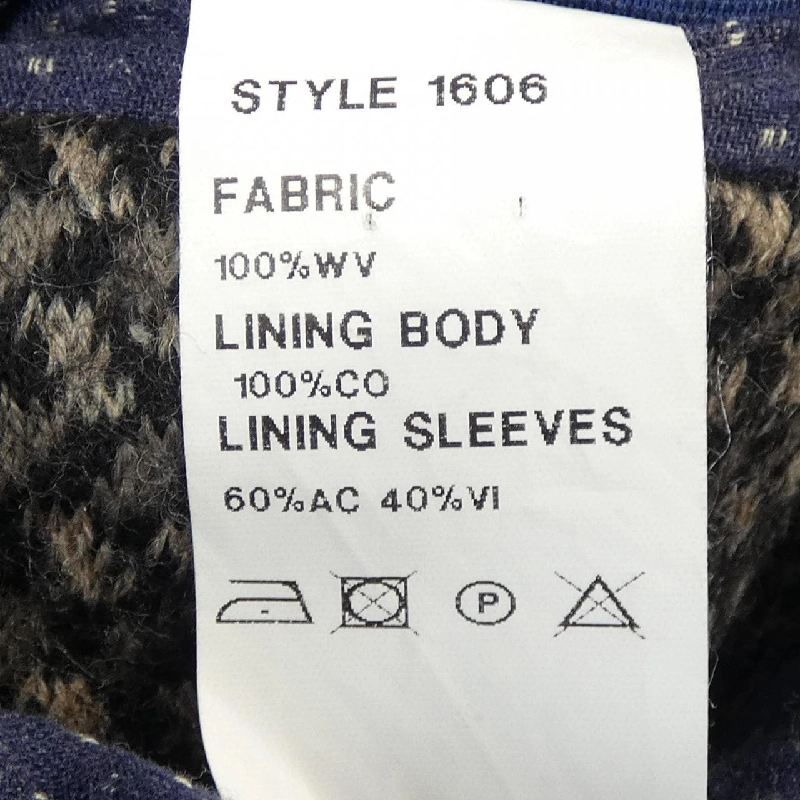 STYLE 1606
FABRIC
100%WV
LINING BODY
100%CO
LINING SLEEVES
60%AC 40%VI
P